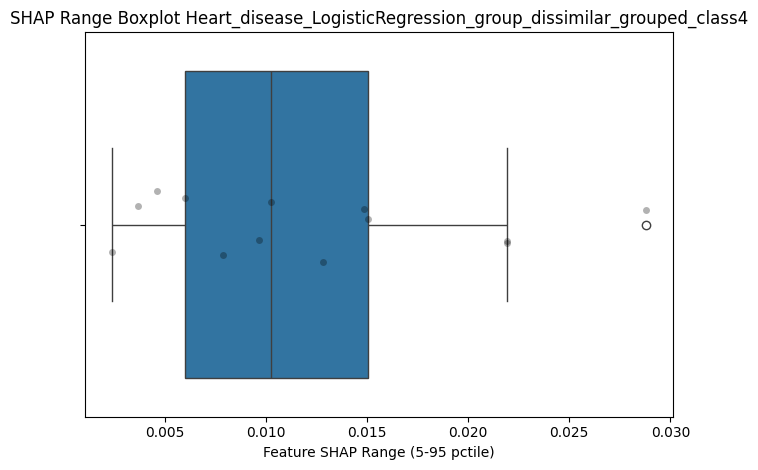 SHAP Range Boxplot Heart_disease_LogisticRegression_group_dissimilar_grouped_class4
0.005 0.010 0.015 0.020 0.025 0.030
Feature SHAP Range (5-95 pctile)